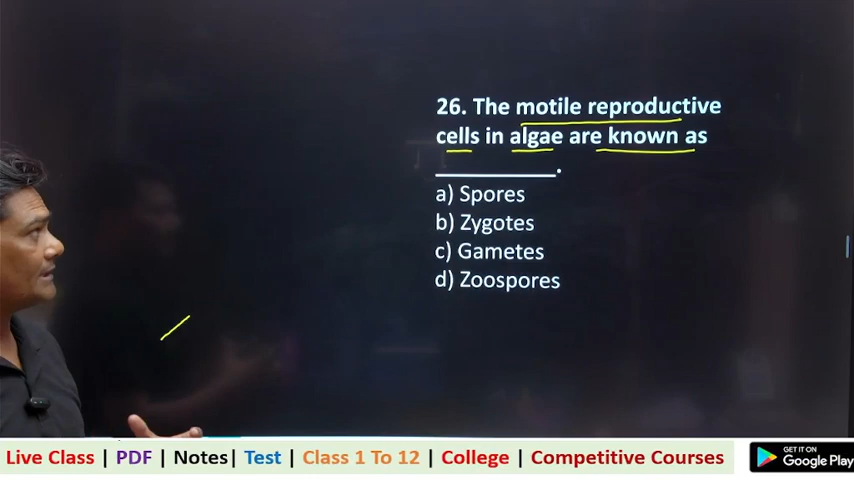 26. The motile reproductive
cells in algae are known as
____________.
a) Spores
b) Zygotes
c) Gametes
d) Zoospores
Live Class | PDF | Notes| Test | Class 1 To 12 | College | Competitive Courses
GET IT ON
Google Play